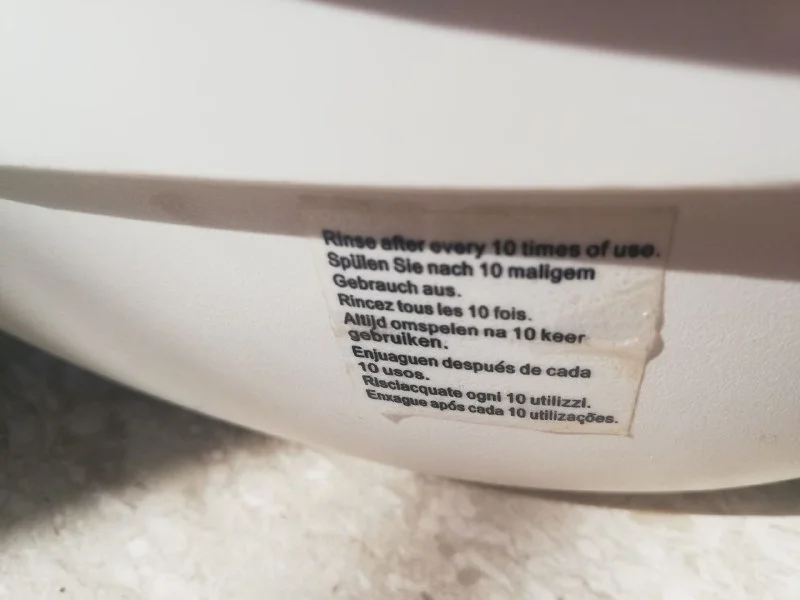 Rinse after every 10 times of use.
Spülen Sie nach 10 maligem
Gebrauch aus.
Rincez tous les 10 fois.
Altijd omspelen na 10 keer
gebruiken.
Enjuaguen después de cada
10 usos.
Risciacquate ogni 10 utilizzi.
Enxague após cada 10 utilizações.